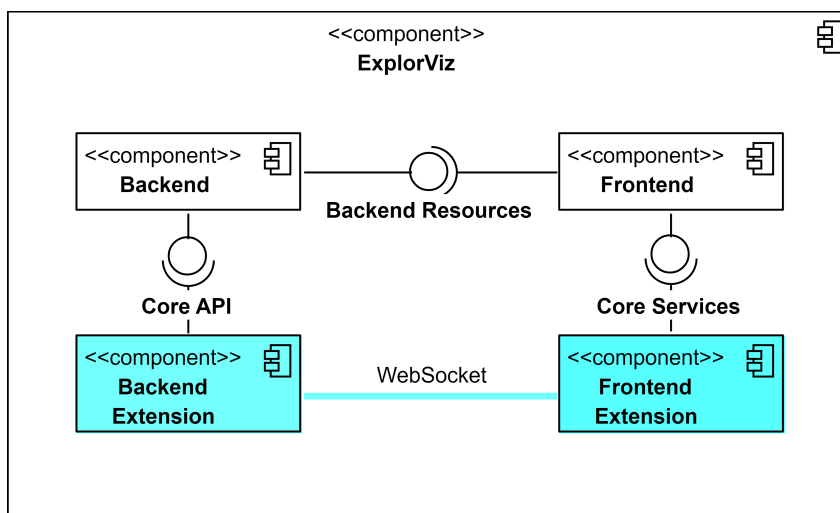 <<component>>
ExplorViz
<<component>>
Backend
<<component>>
Frontend
Backend Resources
Core API
Core Services
<<component>>
Backend
Extension
WebSocket
<<component>>
Frontend
Extension